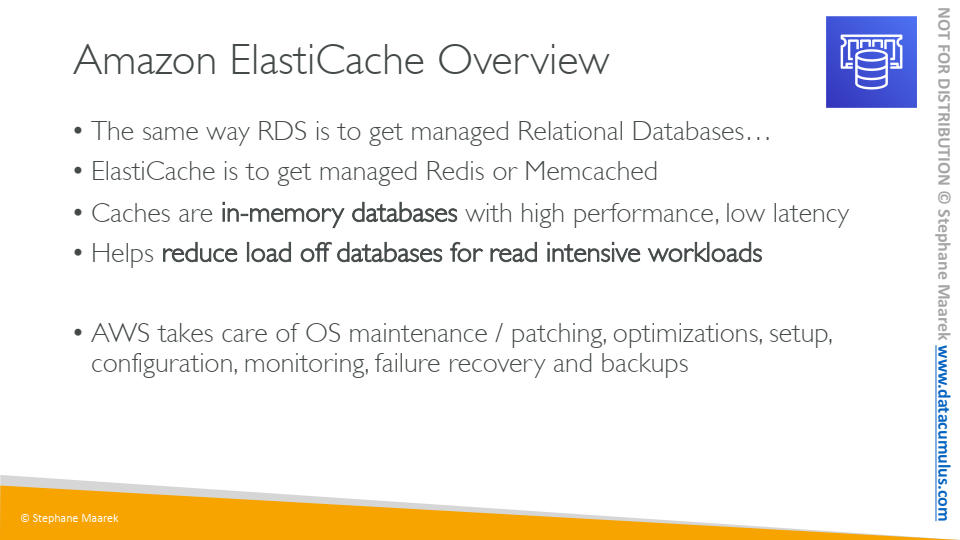 Amazon ElastiCache Overview
• The same way RDS is to get managed Relational Databases…
• ElastiCache is to get managed Redis or Memcached
• Caches are in-memory databases with high performance, low latency
• Helps reduce load off databases for read intensive workloads
• AWS takes care of OS maintenance / patching, optimizations, setup,
configuration, monitoring, failure recovery and backups
© Stephane Maarek
NOT FOR DISTRIBUTION © Stephane Maarek www.datacumulus.com